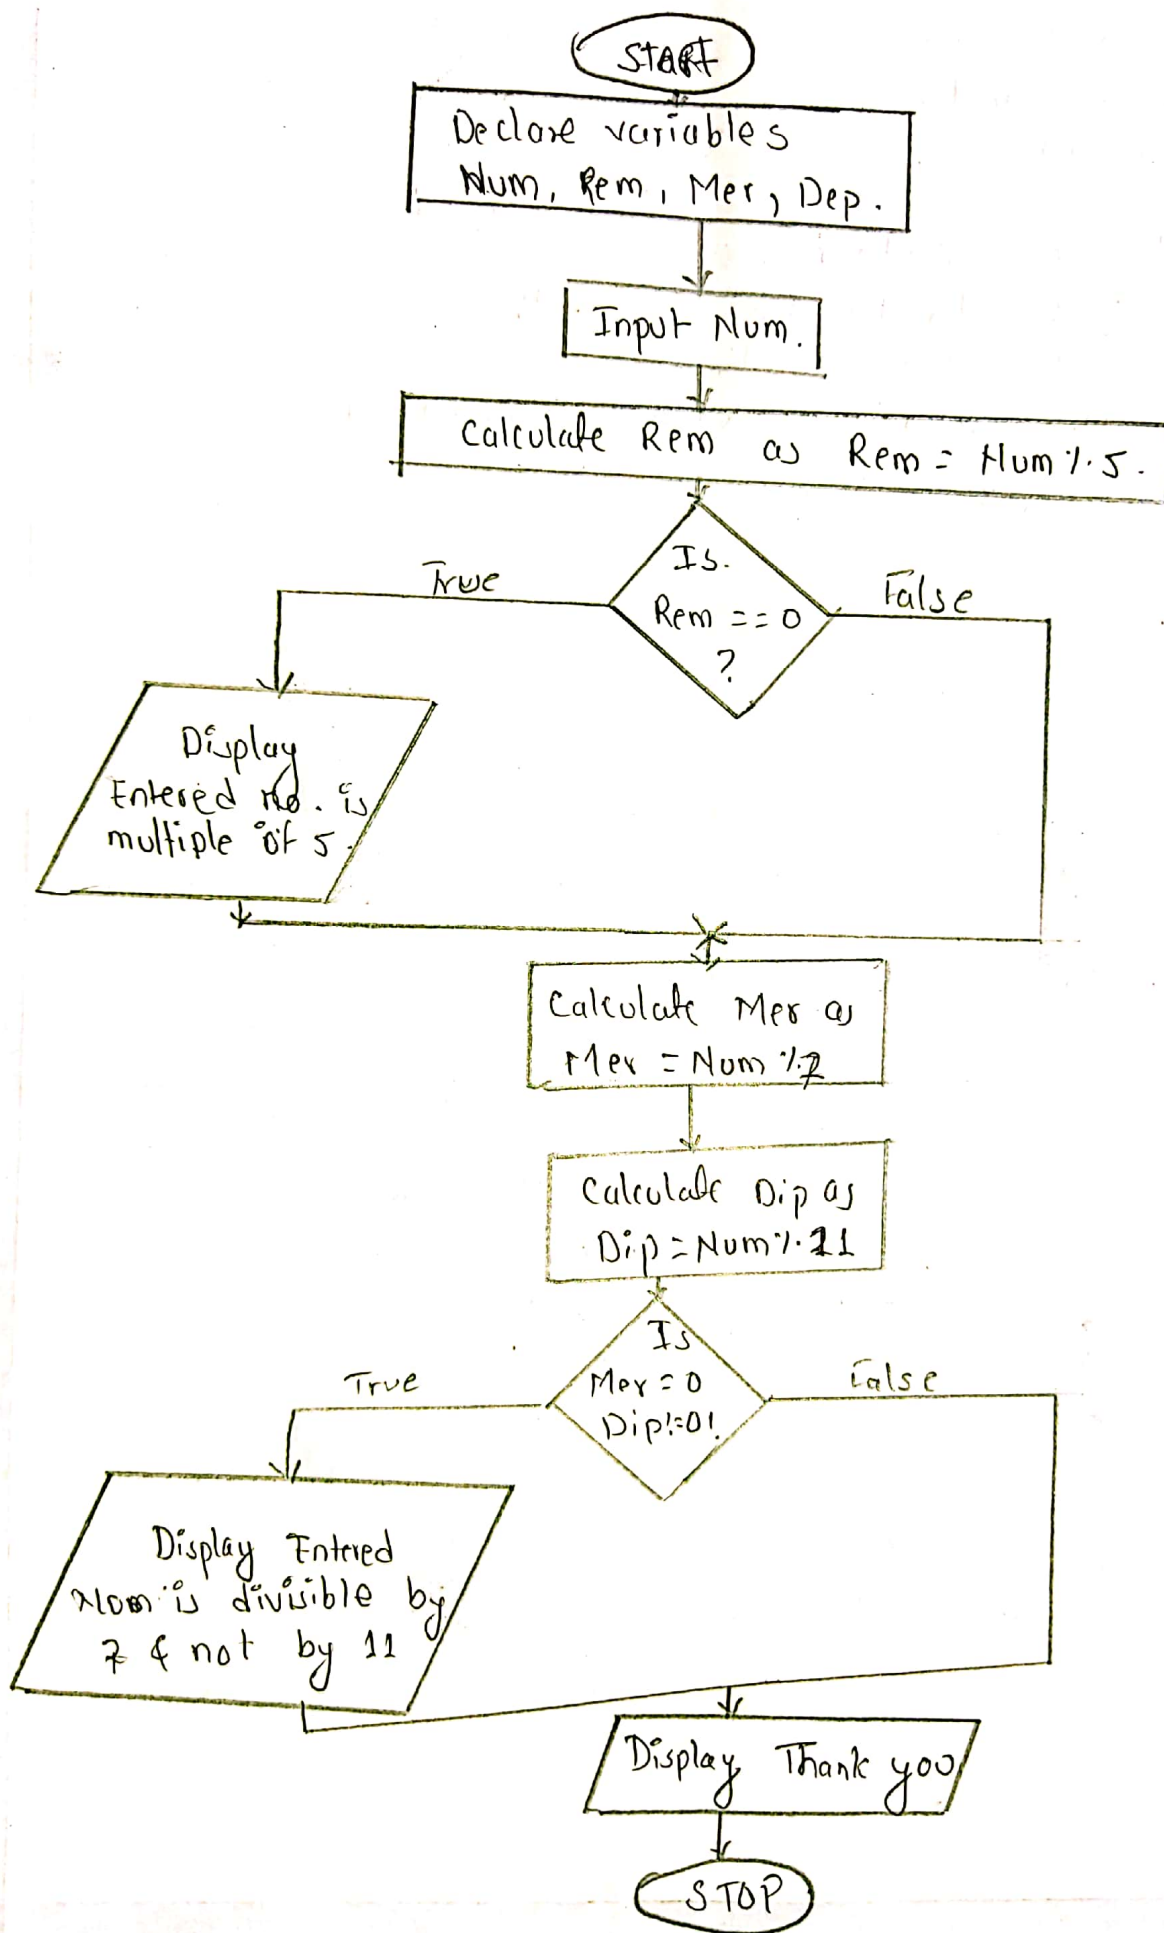 START
Declare variables
Num, Rem, Mer, Dep.
Input Num.
Calculate Rem as Rem = Num % 5.
Is.
Rem == 0
?
True
False
Display
Entered no. is
multiple of 5.
Calculate Mer as
Mer = Num % 7
Calculate Dip as
Dip = Num % 11
Is
Mer = 0
Dip != 0!
True
False
Display Entered
Num is divisible by
7 & not by 11
Display Thank you
STOP